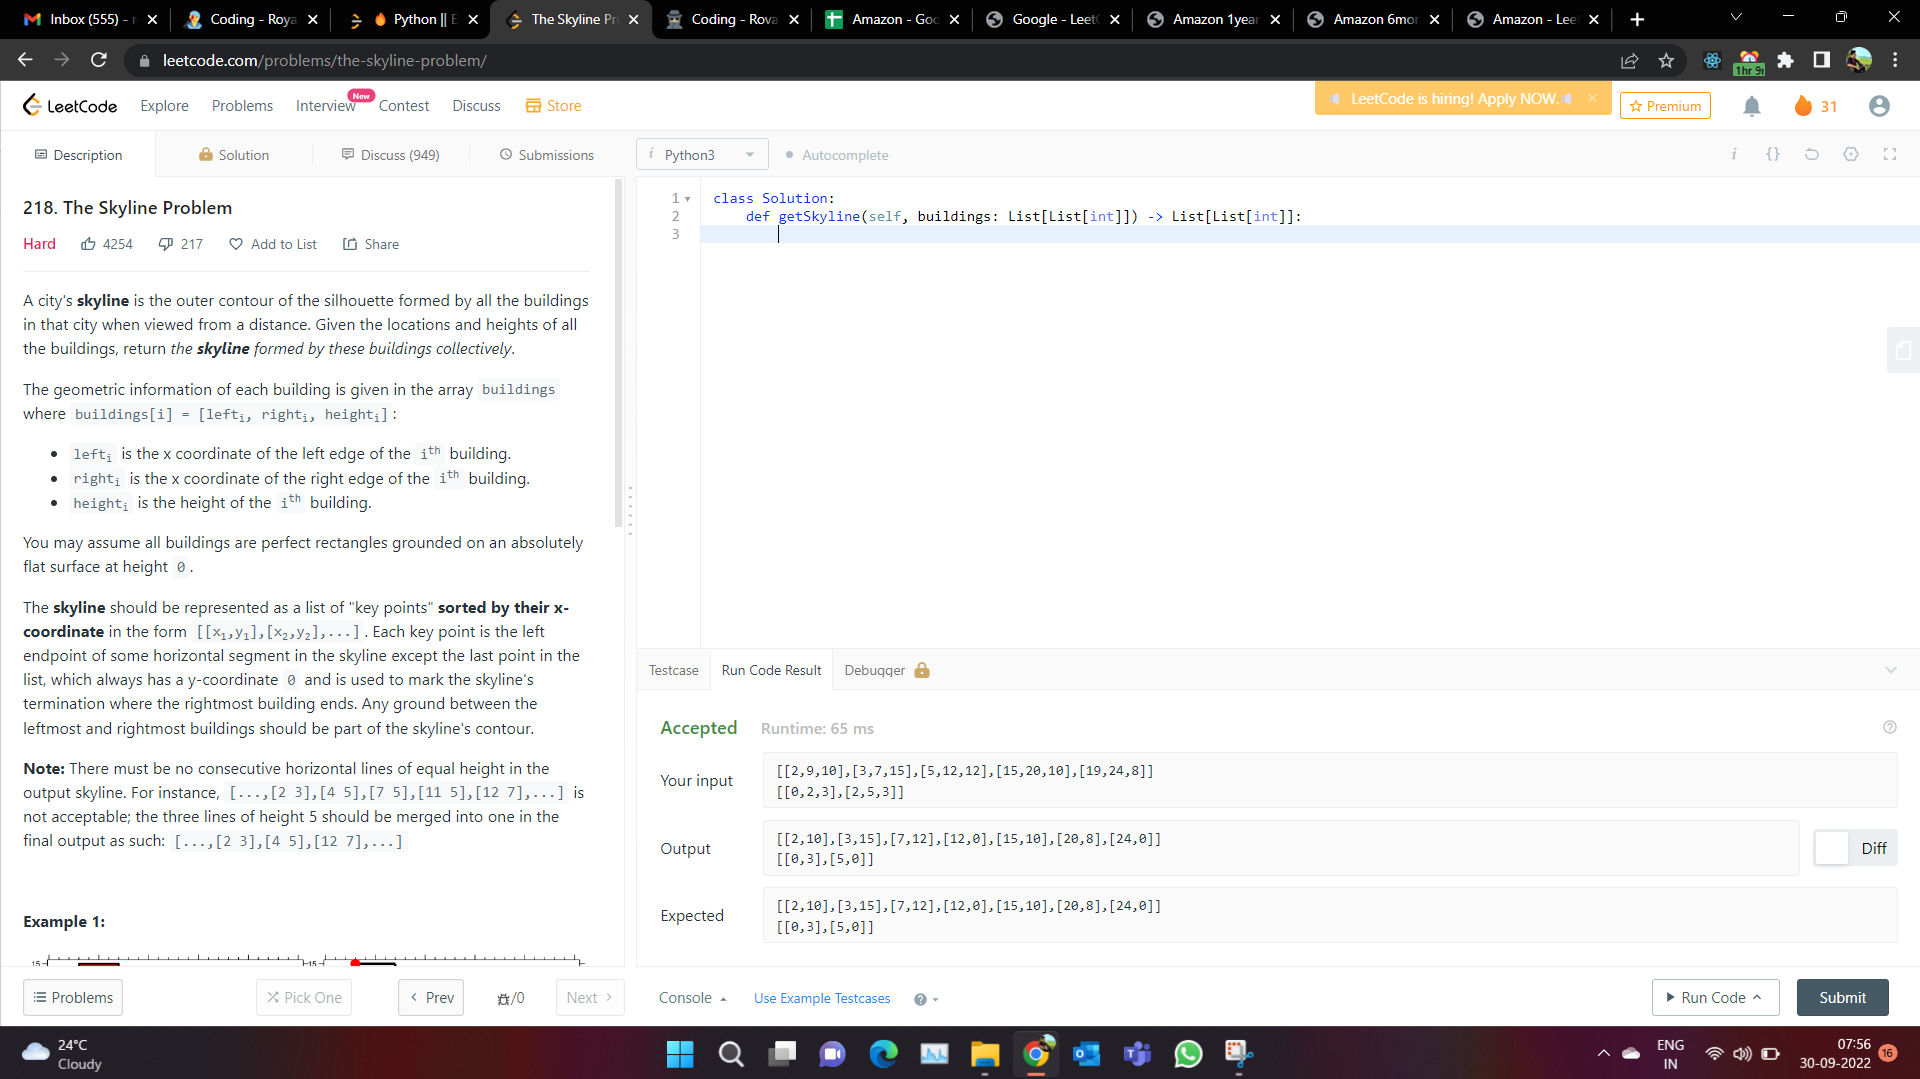 Inbox (555) -
Coding - Roya
Python || E
The Skyline Pr
Coding - Rova
Amazon - Goo
Google - Leet
Amazon 1year
Amazon 6mor
Amazon - Lee
leetcode.com/problems/the-skyline-problem/
1hr 9
LeetCode
Explore
Problems
Interview
New
Contest
Discuss
Store
LeetCode is hiring! Apply NOW.
Premium
31
Description
Solution
Discuss (949)
Submissions
i Python3
Autocomplete
i {}
218. The Skyline Problem
Hard 4254 217 Add to List Share
A city's skyline is the outer contour of the silhouette formed by all the buildings
in that city when viewed from a distance. Given the locations and heights of all
the buildings, return the skyline formed by these buildings collectively.
The geometric information of each building is given in the array buildings
where buildings[i] = [lefti, righti, heighti]:
• lefti is the x coordinate of the left edge of the ith building.
• righti is the x coordinate of the right edge of the ith building.
• heighti is the height of the ith building.
You may assume all buildings are perfect rectangles grounded on an absolutely
flat surface at height 0.
The skyline should be represented as a list of "key points" sorted by their x-
coordinate in the form [[x1,y1],[x2,y2],...]. Each key point is the left
endpoint of some horizontal segment in the skyline except the last point in the
list, which always has a y-coordinate 0 and is used to mark the skyline's
termination where the rightmost building ends. Any ground between the
leftmost and rightmost buildings should be part of the skyline's contour.
Note: There must be no consecutive horizontal lines of equal height in the
output skyline. For instance, [...,[2 3],[4 5],[7 5],[11 5],[12 7],...] is
not acceptable; the three lines of height 5 should be merged into one in the
final output as such: [...,[2 3],[4 5],[12 7],...]
Example 1:
15
15
1 class Solution:
2 def getSkyline(self, buildings: List[List[int]]) -> List[List[int]]:
3
Testcase
Run Code Result
Debugger
Accepted Runtime: 65 ms
Your input
[[2,9,10],[3,7,15],[5,12,12],[15,20,10],[19,24,8]]
[[0,2,3],[2,5,3]]
Output
[[2,10],[3,15],[7,12],[12,0],[15,10],[20,8],[24,0]]
[[0,3],[5,0]]
Diff
Expected
[[2,10],[3,15],[7,12],[12,0],[15,10],[20,8],[24,0]]
[[0,3],[5,0]]
Problems
Pick One
Prev
/0
Next
Console
Use Example Testcases
Run Code
Submit
24°C
Cloudy
ENG
IN
07:56
30-09-2022
16